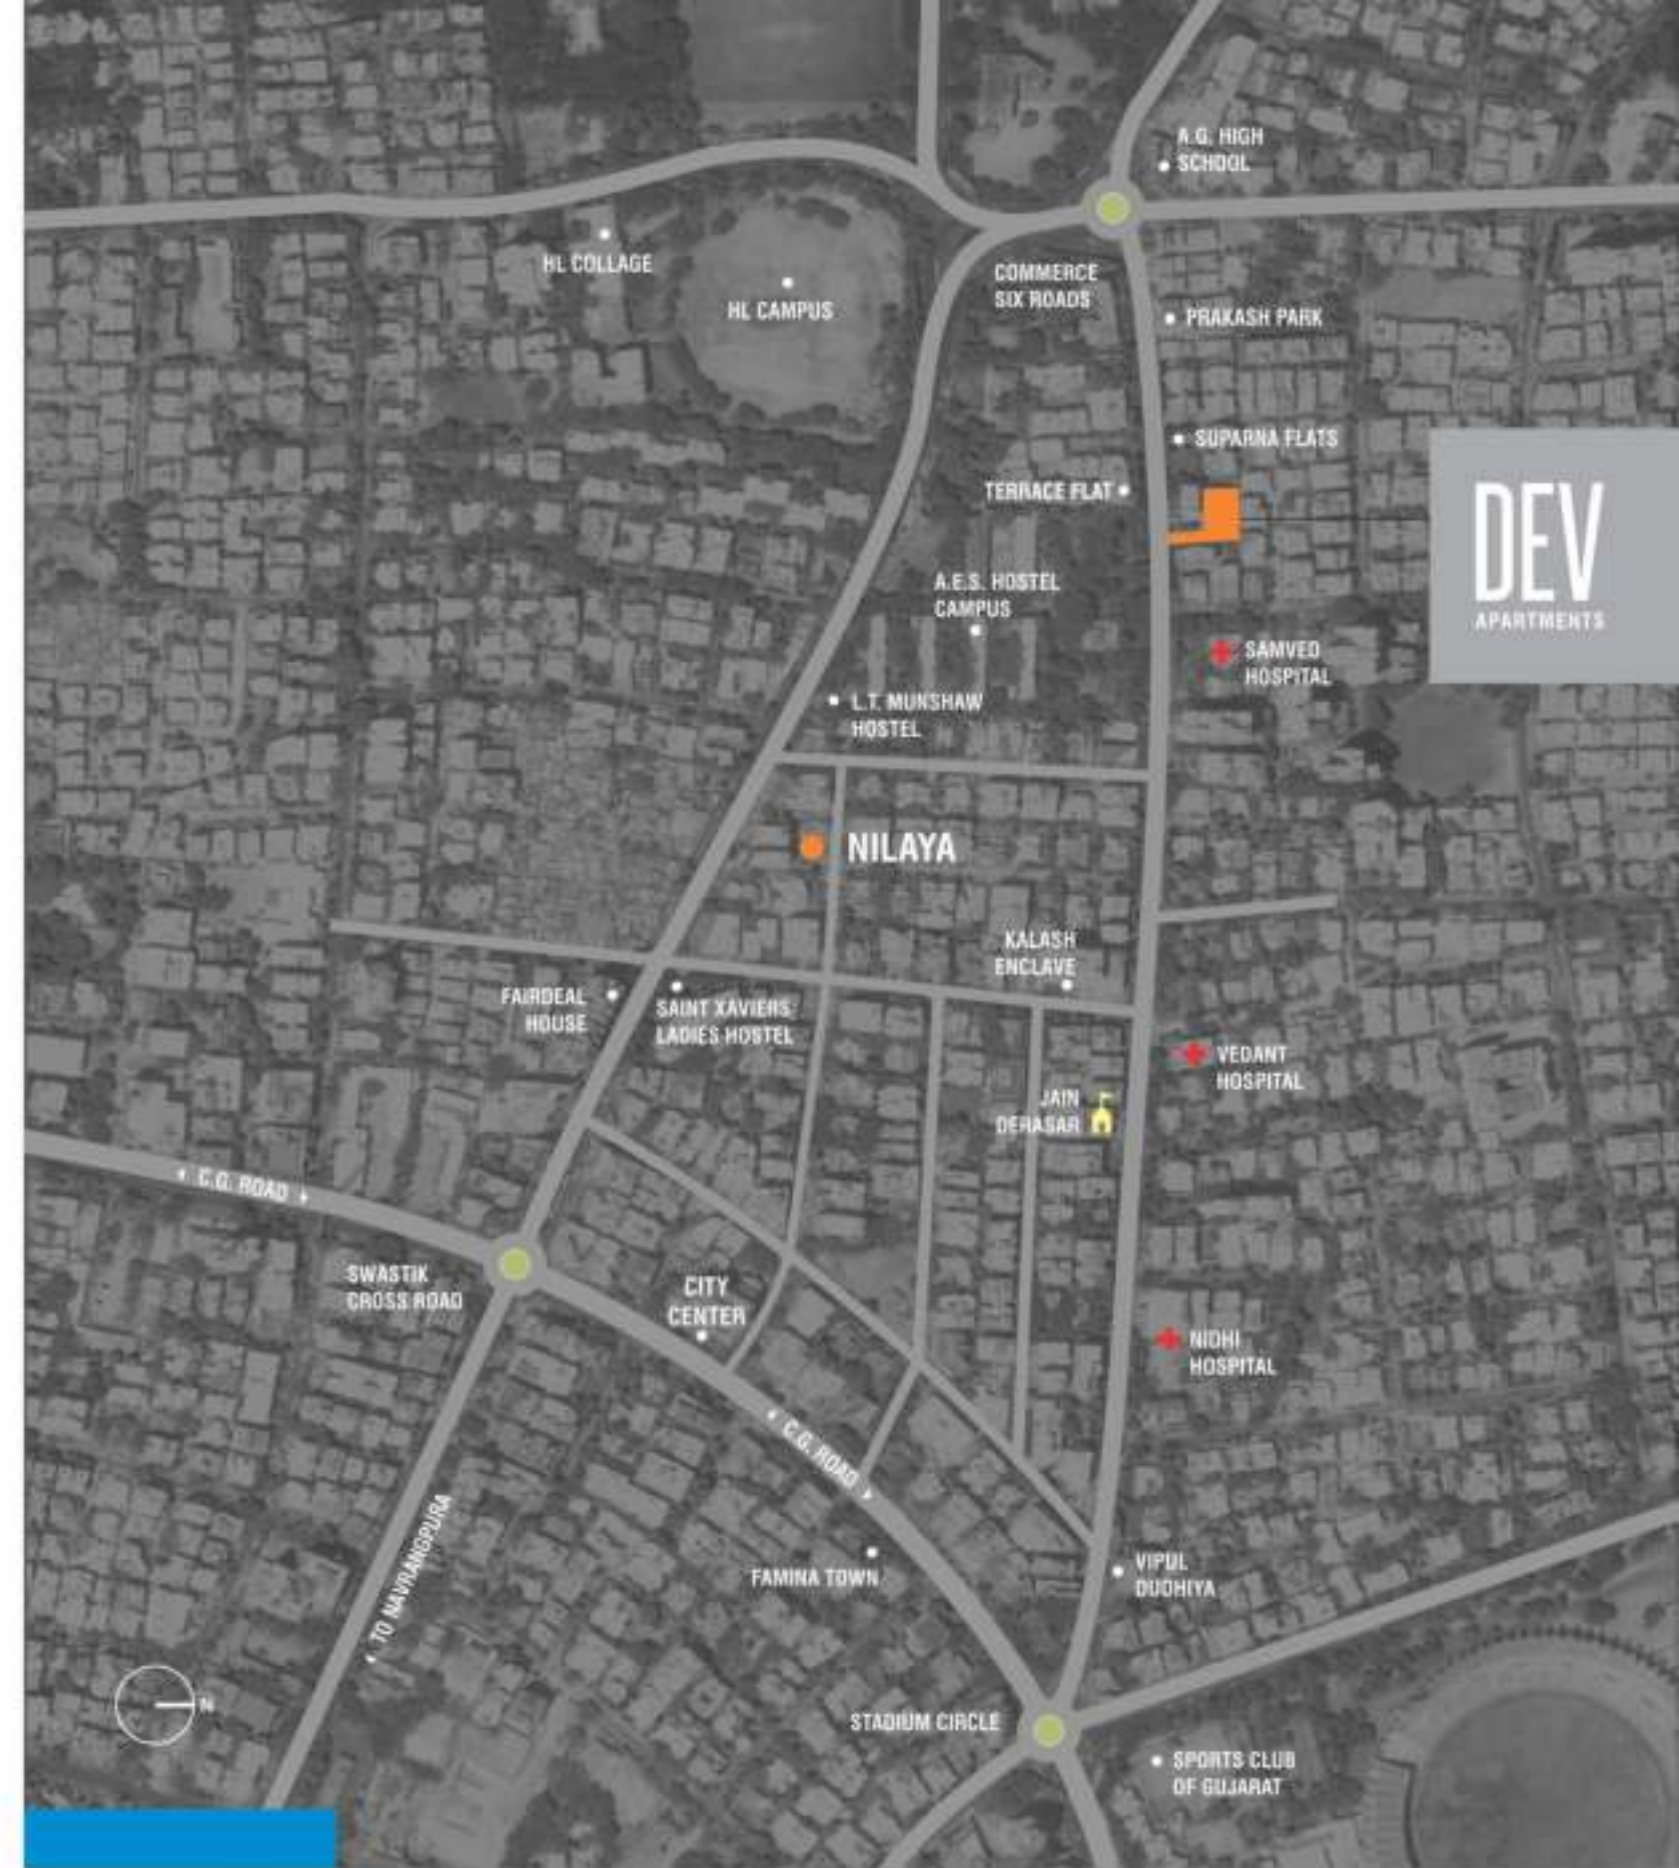 A.G. HIGH
SCHOOL
HL COLLAGE
HL CAMPUS
COMMERCE
SIX ROADS
PRAKASH PARK
SUPARNA FLATS
TERRACE FLAT
DEV
APARTMENTS
A.E.S. HOSTEL
CAMPUS
SAMVED
HOSPITAL
L.T. MUNSHAW
HOSTEL
NILAYA
KALASH
ENCLAVE
FAIRDEAL
HOUSE
SAINT XAVIERS
LADIES HOSTEL
VEDANT
HOSPITAL
JAIN
DERASAR
C.G. ROAD
SWASTIK
CROSS ROAD
CITY
CENTER
NIDHI
HOSPITAL
C.G. ROAD
TO NAVRANGPURA
FAMINA TOWN
VIPUL
DUDHIYA
N
STADIUM CIRCLE
SPORTS CLUB
OF GUJARAT